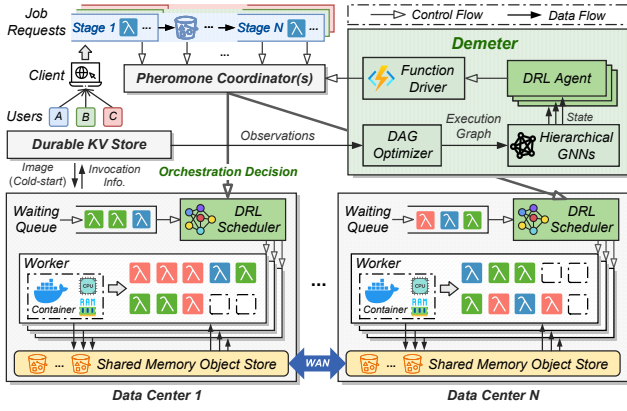 Job
Requests
Stage 1 λ ...
Stage N λ ...
Control Flow
Data Flow
...
...
...
Demeter
Client
Pheromone Coordinator(s)
Function
Driver
DRL Agent
Users
A
B
C
Execution
Graph
State
Durable KV Store
Observations
DAG
Optimizer
Hierarchical
GNNs
Image
(Cold-start)
Invocation
Info.
Orchestration Decision
Waiting
Queue
λ λ λ
DRL
Scheduler
Worker
CPU
RAM
Container
λ λ λ λ λ
λ λ λ
... Shared Memory Object Store
Data Center 1
...
WAN
Waiting
Queue
λ λ λ
DRL
Scheduler
Worker
CPU
RAM
Container
λ λ λ
λ λ λ λ
... Shared Memory Object Store
Data Center N